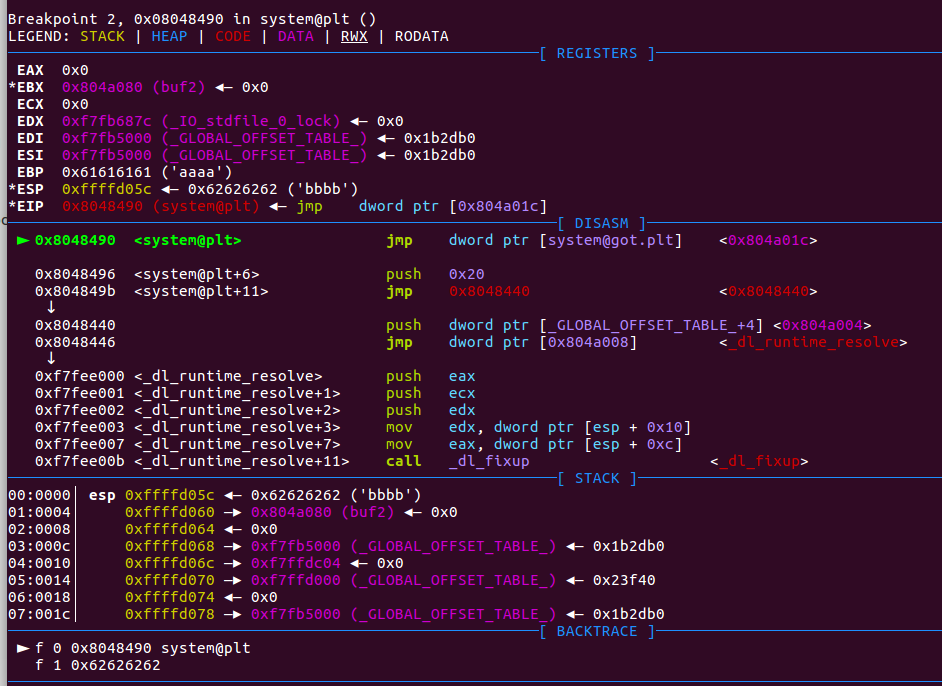 Breakpoint 2, 0x08048490 in system@plt ()
LEGEND: STACK | HEAP | CODE | DATA | RWX | RODATA
[ REGISTERS ]
EAX  0x0
*EBX  0x804a080 (buf2) ◄— 0x0
ECX  0x0
EDX  0xf7fb687c (_IO_stdfile_0_lock) ◄— 0x0
EDI  0xf7fb5000 (_GLOBAL_OFFSET_TABLE_) ◄— 0x1b2db0
ESI  0xf7fb5000 (_GLOBAL_OFFSET_TABLE_) ◄— 0x1b2db0
EBP  0x61616161 ('aaaa')
*ESP  0xffffd05c ◄— 0x62626262 ('bbbb')
*EIP  0x8048490 (system@plt) ◄— jmp    dword ptr [0x804a01c]
[ DISASM ]
► 0x8048490  <system@plt>                 jmp    dword ptr [system@got.plt]    <0x804a01c>
0x8048496  <system@plt+6>               push   0x20
0x804849b  <system@plt+11>              jmp    0x8048440                     <0x8048440>
↓
0x8048440                               push   dword ptr [_GLOBAL_OFFSET_TABLE_+4] <0x804a004>
0x8048446                               jmp    dword ptr [0x804a008]         <_dl_runtime_resolve>
↓
0xf7fee000 <_dl_runtime_resolve>        push   eax
0xf7fee001 <_dl_runtime_resolve+1>      push   ecx
0xf7fee002 <_dl_runtime_resolve+2>      push   edx
0xf7fee003 <_dl_runtime_resolve+3>      mov    edx, dword ptr [esp + 0x10]
0xf7fee007 <_dl_runtime_resolve+7>      mov    eax, dword ptr [esp + 0xc]
0xf7fee00b <_dl_runtime_resolve+11>     call   _dl_fixup                    <_dl_fixup>
[ STACK ]
00:0000│ esp 0xffffd05c ◄— 0x62626262 ('bbbb')
01:0004│     0xffffd060 —► 0x804a080 (buf2) ◄— 0x0
02:0008│     0xffffd064 ◄— 0x0
03:000c│     0xffffd068 —► 0xf7fb5000 (_GLOBAL_OFFSET_TABLE_) ◄— 0x1b2db0
04:0010│     0xffffd06c —► 0xf7ffdc04 ◄— 0x0
05:0014│     0xffffd070 —► 0xf7ffd000 (_GLOBAL_OFFSET_TABLE_) ◄— 0x23f40
06:0018│     0xffffd074 ◄— 0x0
07:001c│     0xffffd078 —► 0xf7fb5000 (_GLOBAL_OFFSET_TABLE_) ◄— 0x1b2db0
[ BACKTRACE ]
► f 0 0x8048490 system@plt
f 1 0x62626262